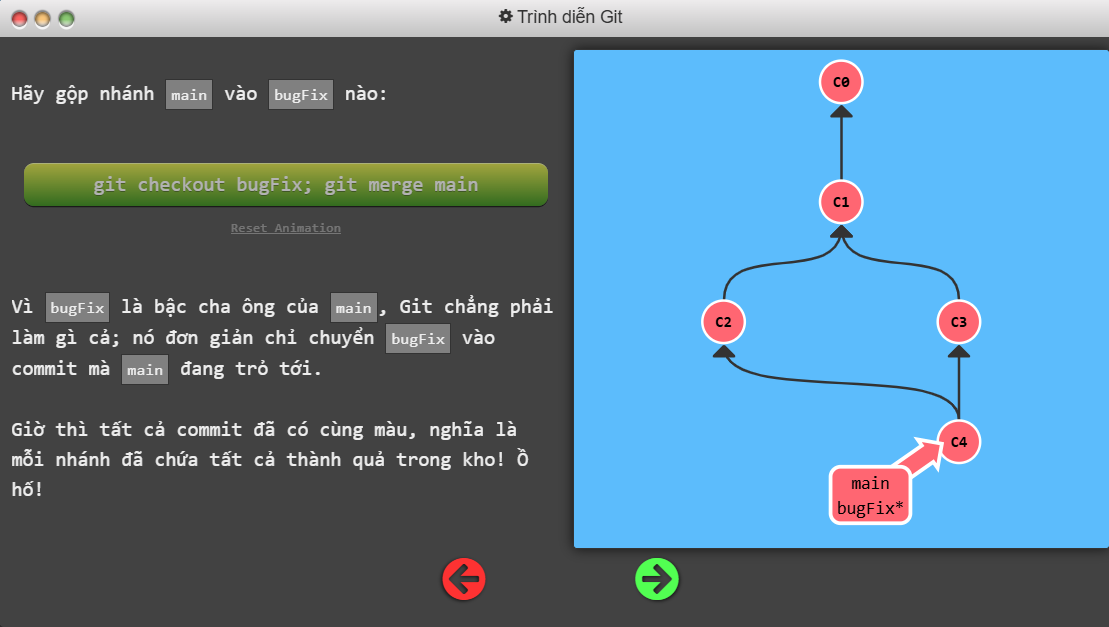 Trình diễn Git
Hãy gộp nhánh main vào bugFix nào:
git checkout bugFix; git merge main
Reset Animation
Vì bugFix là bậc cha ông của main, Git chẳng phải
làm gì cả; nó đơn giản chỉ chuyển bugFix vào
commit mà main đang trỏ tới.
Giờ thì tất cả commit đã có cùng màu, nghĩa là
mỗi nhánh đã chứa tất cả thành quả trong kho! Ồ
hố!
C0
C1
C2
C3
C4
main
bugFix*